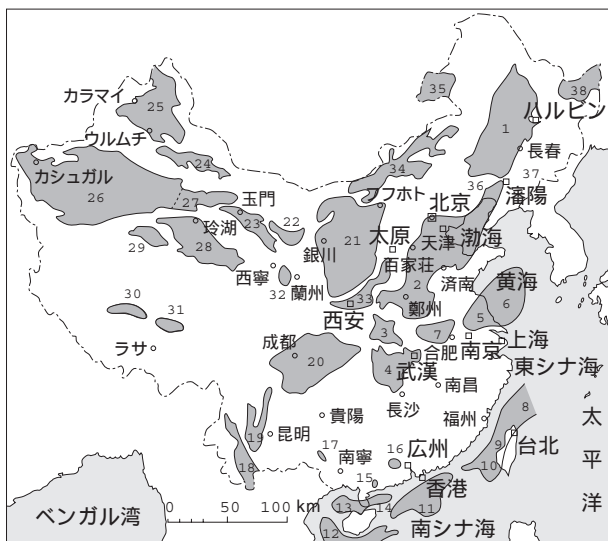 カラマイ
25
ウルムチ
24
カシュガル
26
27
玉門
23
22
玲湖
28
29
30
31
ラサ
西寧
32
蘭州
銀川
21
フフホト
34
35
1
38
ハルピン
長春
37
36
瀋陽
北京
太原
天津
渤海
百家荘
2
済南
33
鄭州
西安
黄海
6
5
3
7
合肥
南京
上海
成都
20
4
武漢
東シナ海
南昌
長沙
貴陽
福州
8
19
昆明
18
17
南寧
16
広州
15
9
台北
10
太平洋
香港
13
14
11
12
南シナ海
ベンガル湾
0 50 100 km